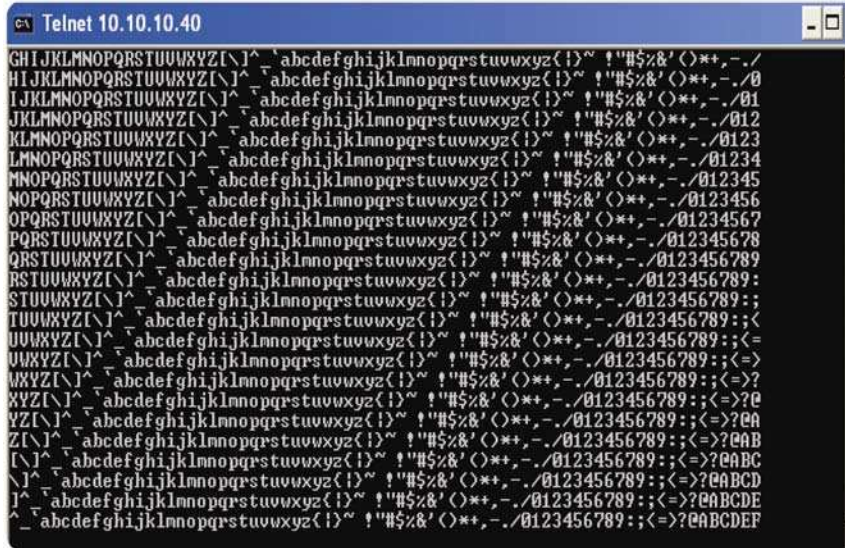 Telnet 10.10.10.40
GHIJKLMNOPQRSTUVWXYZ[\]^_`abcdefghijklmnopqrstuvwxyz{|}~ !"#$%&'()*+,-./
HIJKLMNOPQRSTUVWXYZ[\]^_`abcdefghijklmnopqrstuvwxyz{|}~ !"#$%&'()*+,-./0
IJKLMNOPQRSTUVWXYZ[\]^_`abcdefghijklmnopqrstuvwxyz{|}~ !"#$%&'()*+,-./01
JKLMNOPQRSTUVWXYZ[\]^_`abcdefghijklmnopqrstuvwxyz{|}~ !"#$%&'()*+,-./012
KLMNOPQRSTUVWXYZ[\]^_`abcdefghijklmnopqrstuvwxyz{|}~ !"#$%&'()*+,-./0123
LMNOPQRSTUVWXYZ[\]^_`abcdefghijklmnopqrstuvwxyz{|}~ !"#$%&'()*+,-./01234
MNOPQRSTUVWXYZ[\]^_`abcdefghijklmnopqrstuvwxyz{|}~ !"#$%&'()*+,-./012345
NOPQRSTUVWXYZ[\]^_`abcdefghijklmnopqrstuvwxyz{|}~ !"#$%&'()*+,-./0123456
OPQRSTUVWXYZ[\]^_`abcdefghijklmnopqrstuvwxyz{|}~ !"#$%&'()*+,-./01234567
PQRSTUVWXYZ[\]^_`abcdefghijklmnopqrstuvwxyz{|}~ !"#$%&'()*+,-./012345678
QRSTUVWXYZ[\]^_`abcdefghijklmnopqrstuvwxyz{|}~ !"#$%&'()*+,-./0123456789
RSTUVWXYZ[\]^_`abcdefghijklmnopqrstuvwxyz{|}~ !"#$%&'()*+,-./0123456789:
STUVWXYZ[\]^_`abcdefghijklmnopqrstuvwxyz{|}~ !"#$%&'()*+,-./0123456789:;
TUVWXYZ[\]^_`abcdefghijklmnopqrstuvwxyz{|}~ !"#$%&'()*+,-./0123456789:;<
UVWXYZ[\]^_`abcdefghijklmnopqrstuvwxyz{|}~ !"#$%&'()*+,-./0123456789:;<=
VWXYZ[\]^_`abcdefghijklmnopqrstuvwxyz{|}~ !"#$%&'()*+,-./0123456789:;<=>
WXYZ[\]^_`abcdefghijklmnopqrstuvwxyz{|}~ !"#$%&'()*+,-./0123456789:;<=>?
XYZ[\]^_`abcdefghijklmnopqrstuvwxyz{|}~ !"#$%&'()*+,-./0123456789:;<=>?@
YZ[\]^_`abcdefghijklmnopqrstuvwxyz{|}~ !"#$%&'()*+,-./0123456789:;<=>?@A
Z[\]^_`abcdefghijklmnopqrstuvwxyz{|}~ !"#$%&'()*+,-./0123456789:;<=>?@AB
[\]^_`abcdefghijklmnopqrstuvwxyz{|}~ !"#$%&'()*+,-./0123456789:;<=>?@ABC
\]^_`abcdefghijklmnopqrstuvwxyz{|}~ !"#$%&'()*+,-./0123456789:;<=>?@ABCD
]^_`abcdefghijklmnopqrstuvwxyz{|}~ !"#$%&'()*+,-./0123456789:;<=>?@ABCDE
^_`abcdefghijklmnopqrstuvwxyz{|}~ !"#$%&'()*+,-./0123456789:;<=>?@ABCDEF